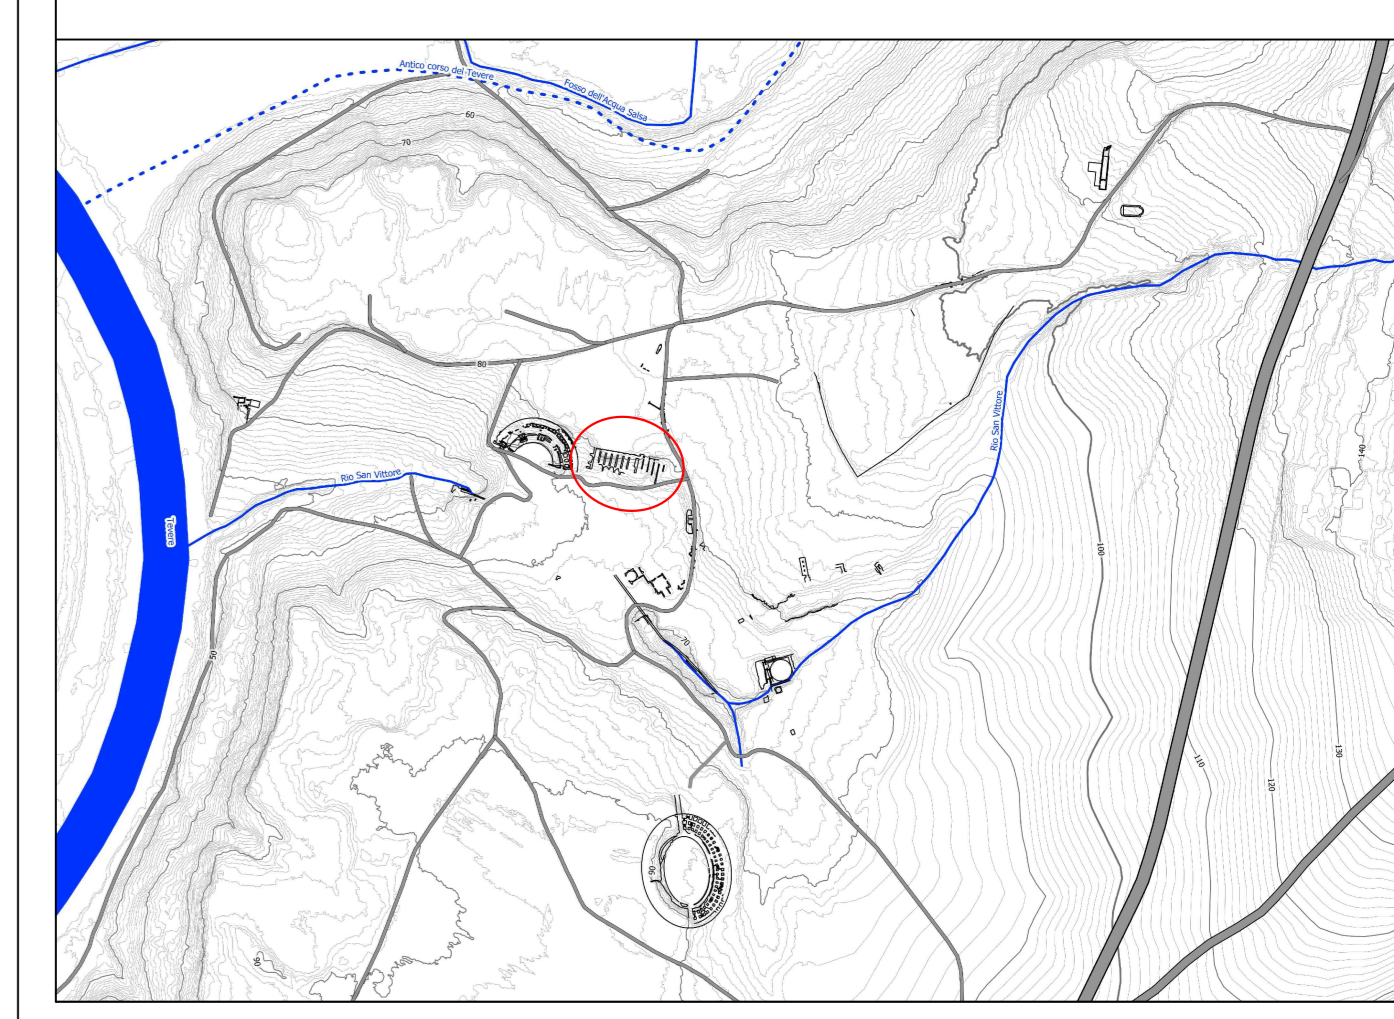 Antico corso del Tevere
Fosso dell'Acqua Salsa
60
70
80
Rio San Vittore
Rio San Vittore
140
Tevere
100
50
70
110
120
130
90
90